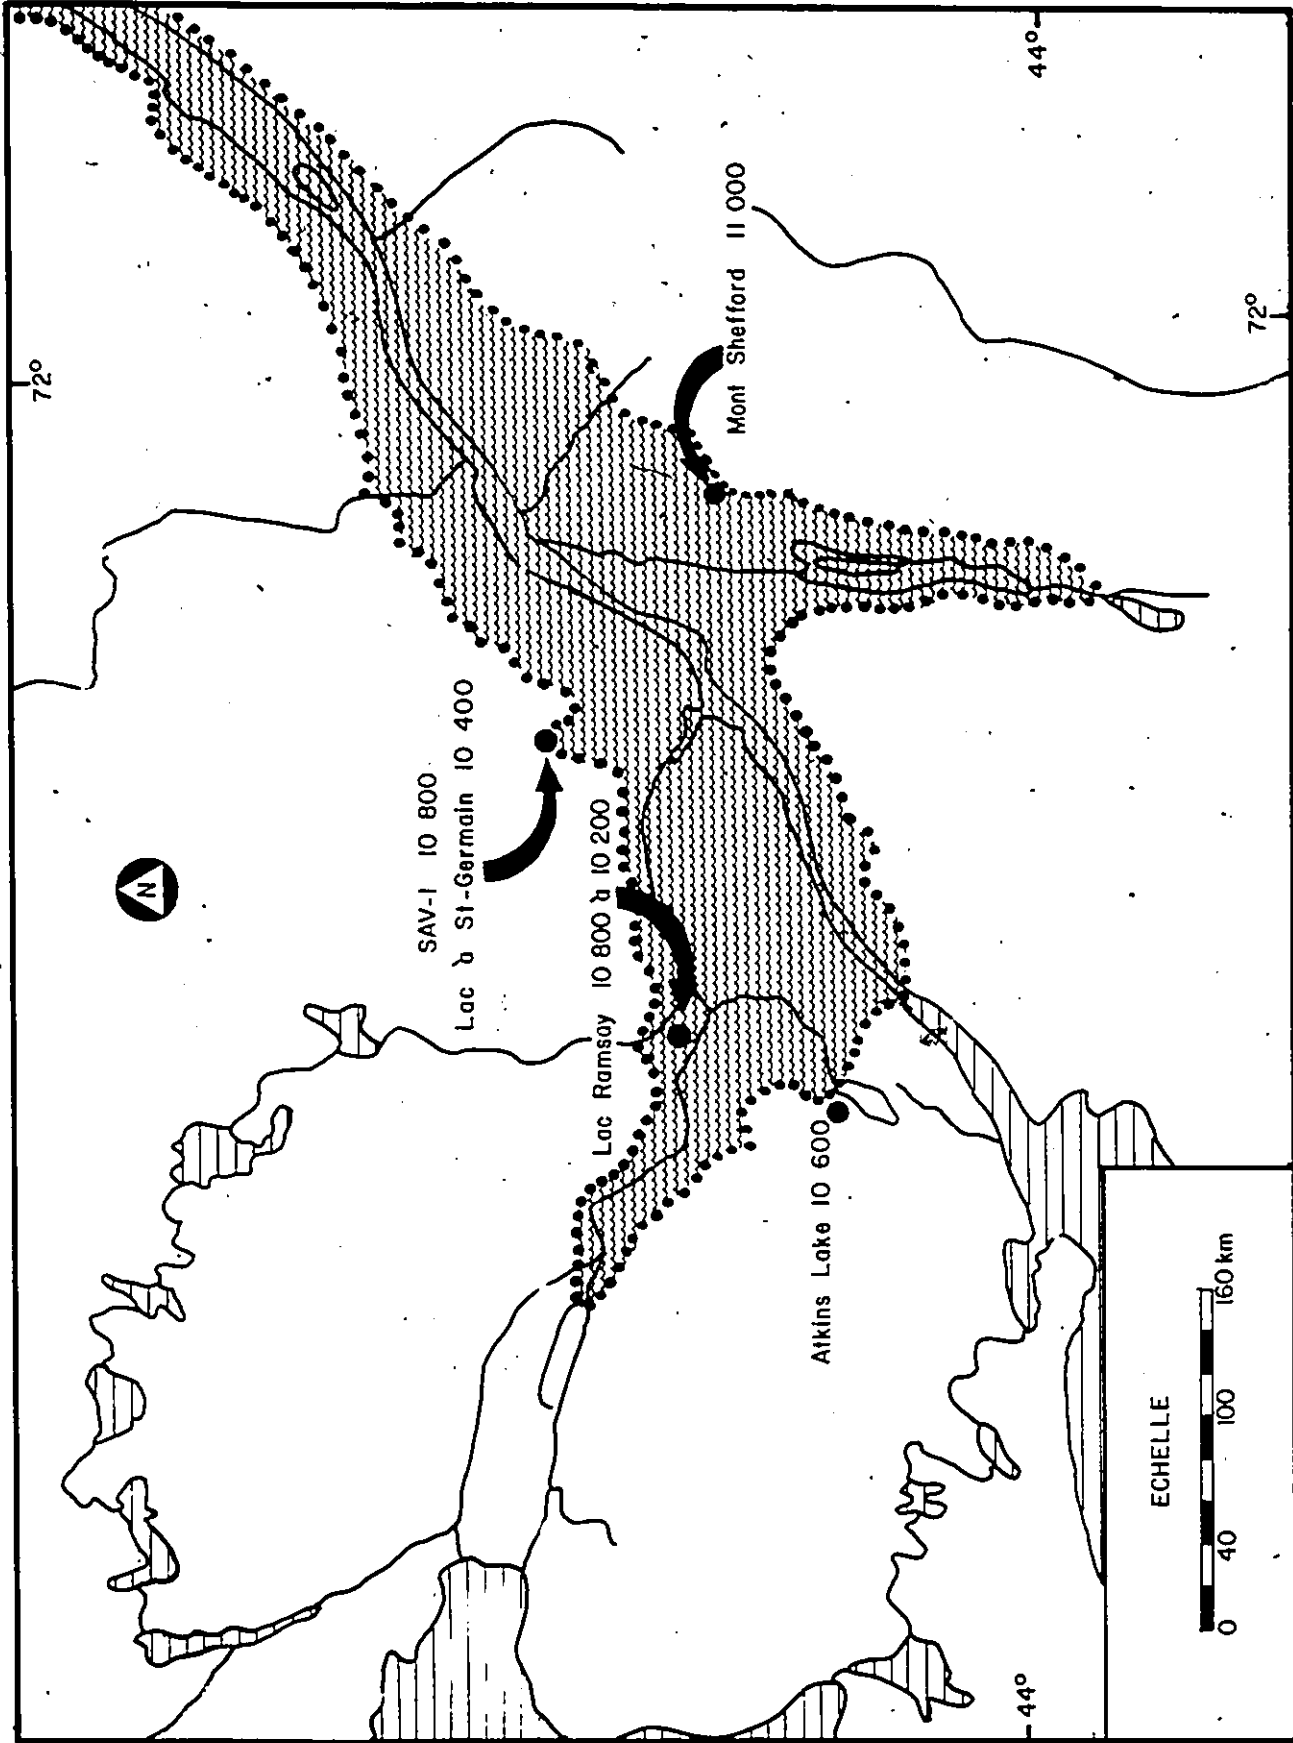 72°
44°
N
SAV-1 10 800
Lac à St-Germain 10 400
Mont Shefford 11 000
Lac Ramsay 10 800 à 10 200
Atkins Lake 10 600
ECHELLE
0 40 100 160 km
44°
72°